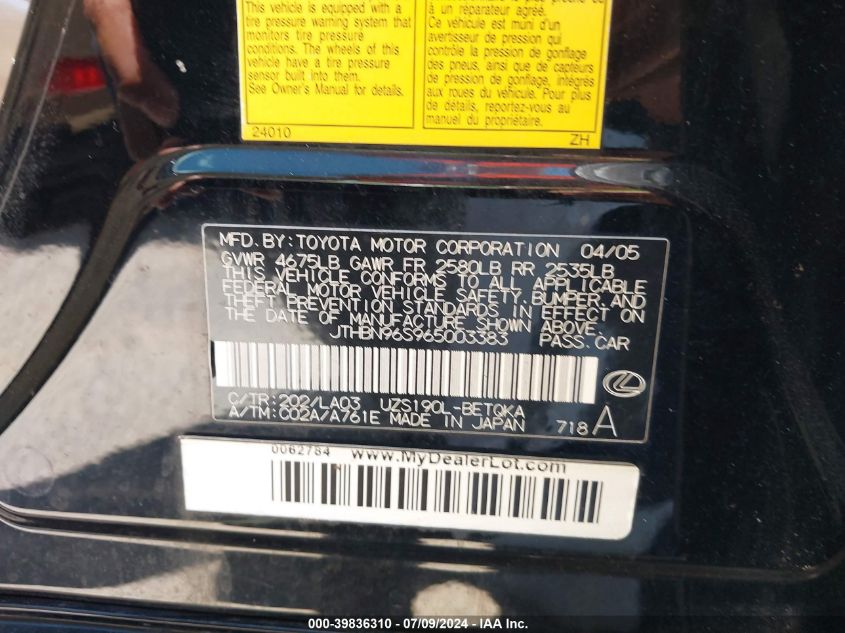 This vehicle is equipped with a
tire pressure warning system that
monitors tire pressure
conditions. The wheels of this
vehicle have a tire pressure
sensor built into them.
See Owner's Manual for details.
24010
à un réparateur agréé.
Ce véhicule est muni d'un
avertisseur de pression qui
contrôle la pression de gonflage
des pneus, ainsi que de capteurs
de pression de gonflage, intégrés
aux roues du véhicule. Pour plus
de détails, reportez-vous au
manuel du propriétaire.
ZH
MFD. BY: TOYOTA MOTOR CORPORATION 04/05
GVWR 4675LB GAWR FR 2580LB RR 2535LB
THIS VEHICLE CONFORMS TO ALL APPLICABLE
FEDERAL MOTOR VEHICLE SAFETY, BUMPER, AND
THEFT PREVENTION STANDARDS IN EFFECT ON
THE DATE OF MANUFACTURE SHOWN ABOVE.
JTHBN96S965003383 PASS. CAR
C/TR: 202/LA03 UZS190L-BETQKA
A/TM: C02A/A761E MADE IN JAPAN 718 A
0062784 www.MyDealerLot.com
000-39836310 - 07/09/2024 - IAA, Inc.